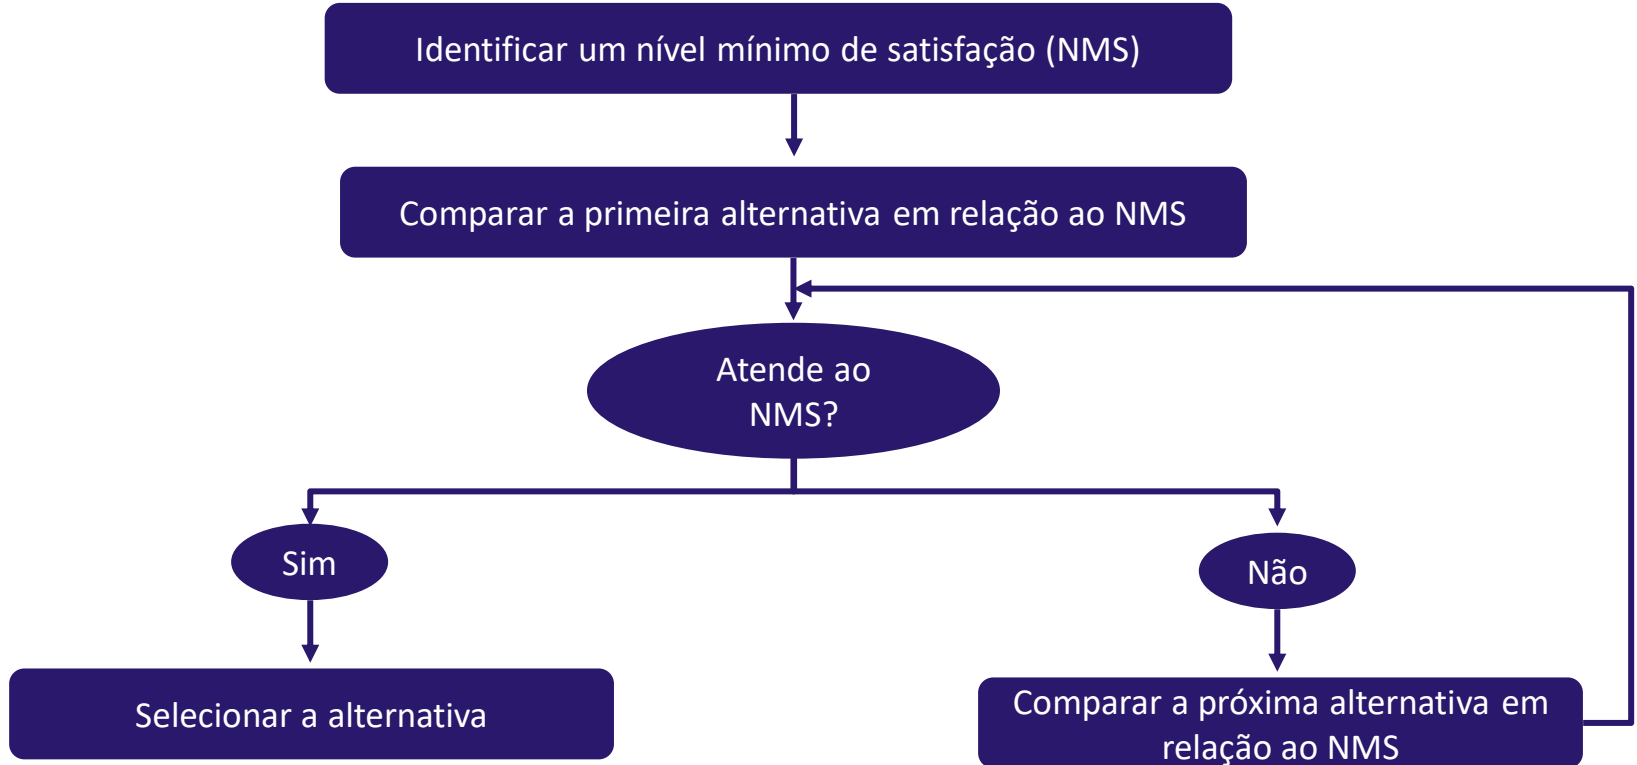 Identificar um nível mínimo de satisfação (NMS)
Comparar a primeira alternativa em relação ao NMS
Atende ao
NMS?
Sim
Não
Selecionar a alternativa
Comparar a próxima alternativa em
relação ao NMS